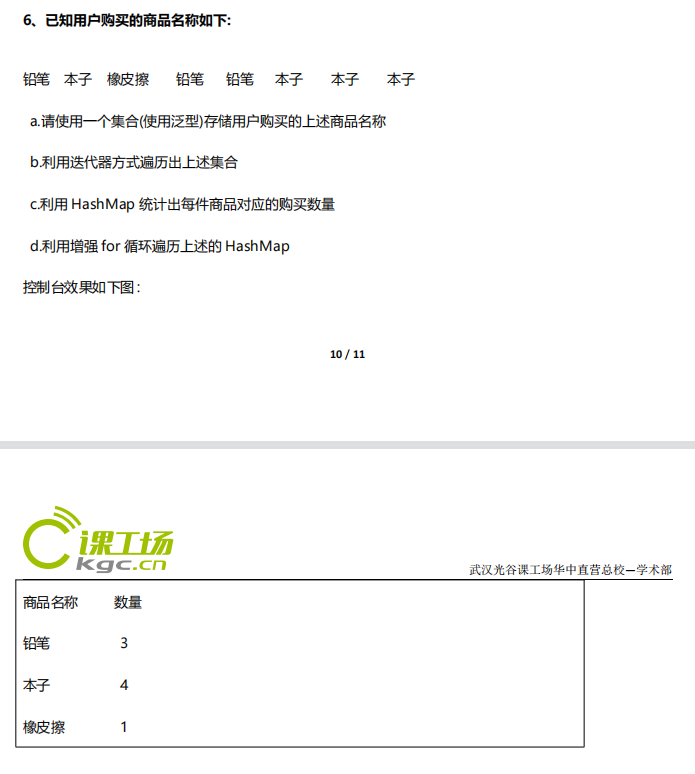 6、已知用户购买的商品名称如下:
铅笔 本子 橡皮擦 铅笔 铅笔 本子 本子 本子
a.请使用一个集合(使用泛型)存储用户购买的上述商品名称
b.利用迭代器方式遍历出上述集合
c.利用 HashMap 统计出每件商品对应的购买数量
d.利用增强 for 循环遍历上述的 HashMap
控制台效果如下图：
10 / 11
课工场
kgc.cn
武汉光谷课工场华中直营总校—学术部
商品名称 数量
铅笔 3
本子 4
橡皮擦 1